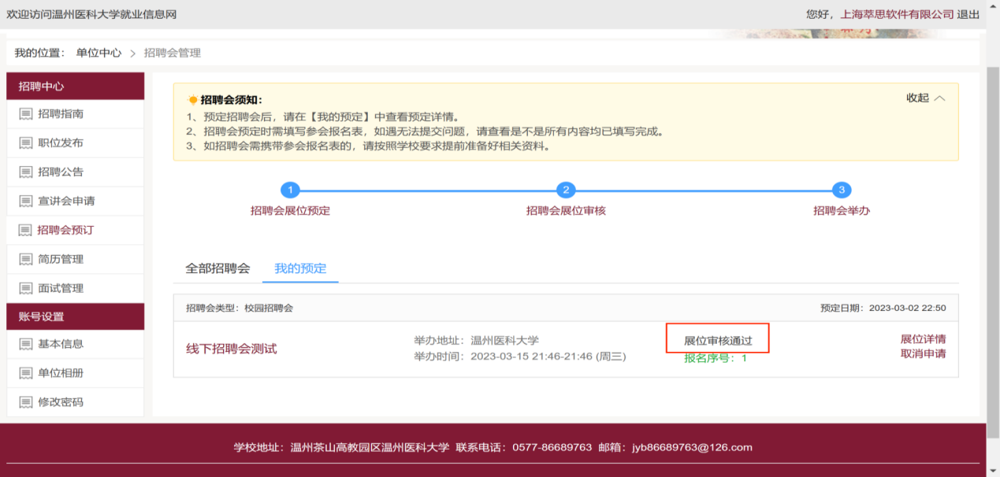 欢迎访问温州医科大学就业信息网
您好，上海萃思软件有限公司 退出
我的位置： 单位中心 > 招聘会管理
招聘中心
招聘指南
职位发布
招聘公告
宣讲会申请
招聘会预订
简历管理
面试管理
账号设置
基本信息
单位相册
修改密码
招聘会须知：
收起
1、预定招聘会后，请在【我的预定】中查看预定详情。
2、招聘会预定时需填写参会报名表，如遇无法提交问题，请查看是不是所有内容均已填写完成。
3、如招聘会需携带参会报名表的，请按照学校要求提前准备好相关资料。
1
2
3
招聘会展位预定
招聘会展位审核
招聘会举办
全部招聘会
我的预定
招聘会类型：校园招聘会
预定日期：2023-03-02 22:50
线下招聘会测试
举办地址：温州医科大学
举办时间：2023-03-15 21:46-21:46 (周三)
展位审核通过
报名序号：1
展位详情
取消申请
学校地址：温州茶山高教园区温州医科大学 联系电话：0577-86689763 邮箱：jyb86689763@126.com